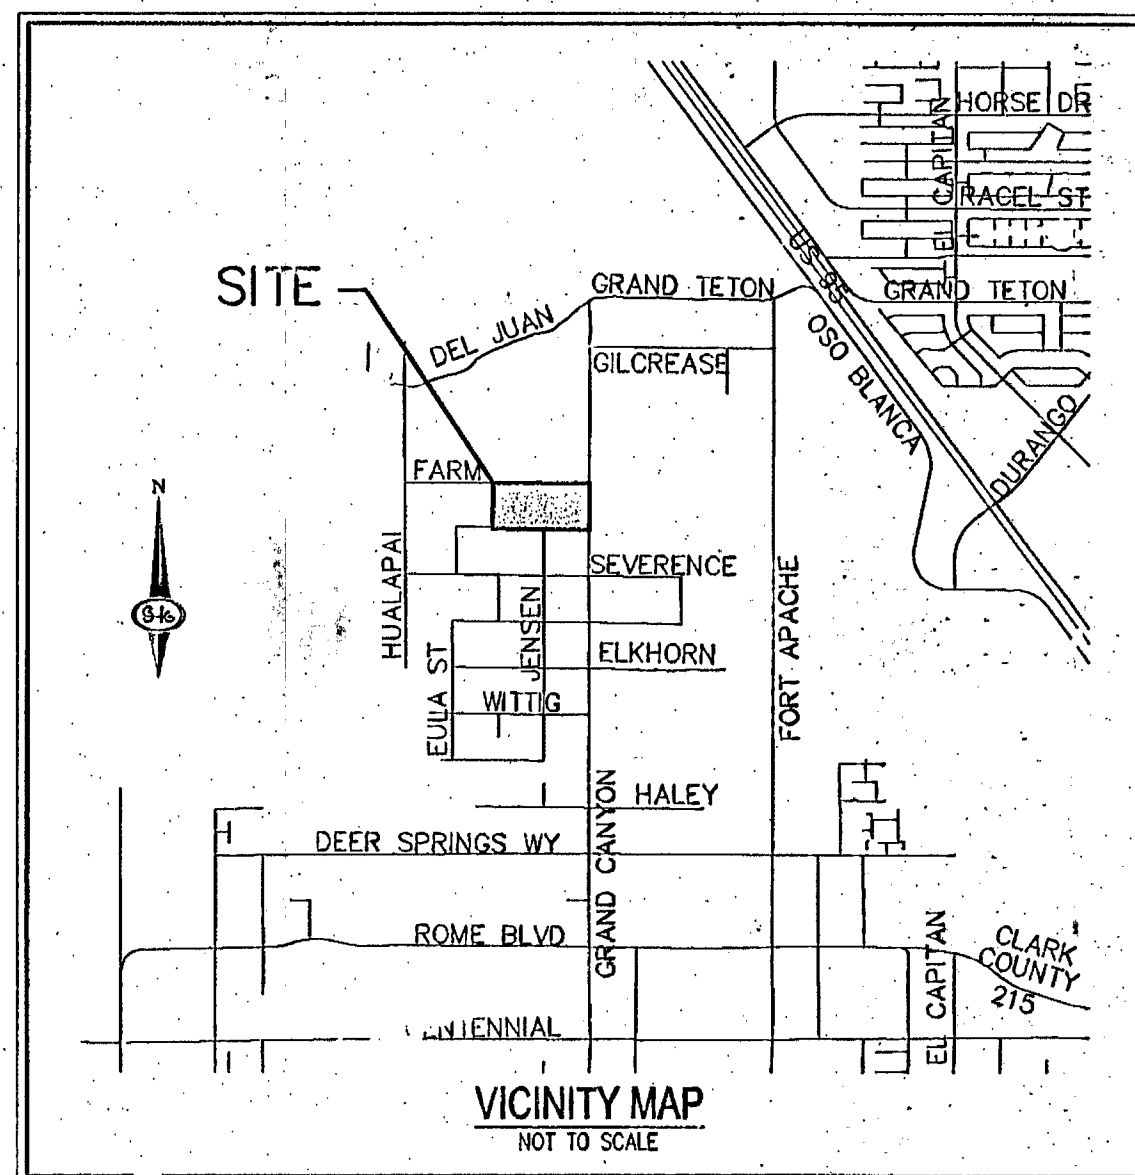 HORSE DR
EL CAPITAN
RACEL ST
US 95
GRAND TETON
SITE
GRAND TETON
DEL JUAN
GILCREASE
OSO BLANCA
DURANGO
FARM
N
HUALAPAI
SEVERENCE
FORT APACHE
JENSEN
ELKHORN
EULA ST
WITTIG
HALEY
GRAND CANYON
DEER SPRINGS WY
ROME BLVD
EL CAPITAN
CLARK
COUNTY
215
VICINITY MAP
NOT TO SCALE